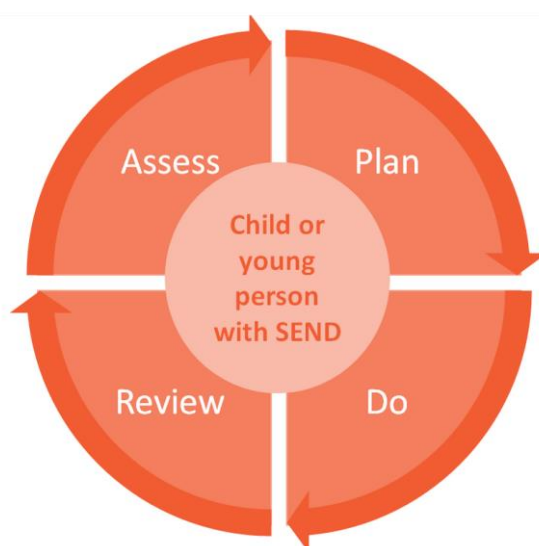 Assess
Plan
Child or
young
person
with SEND
Review
Do